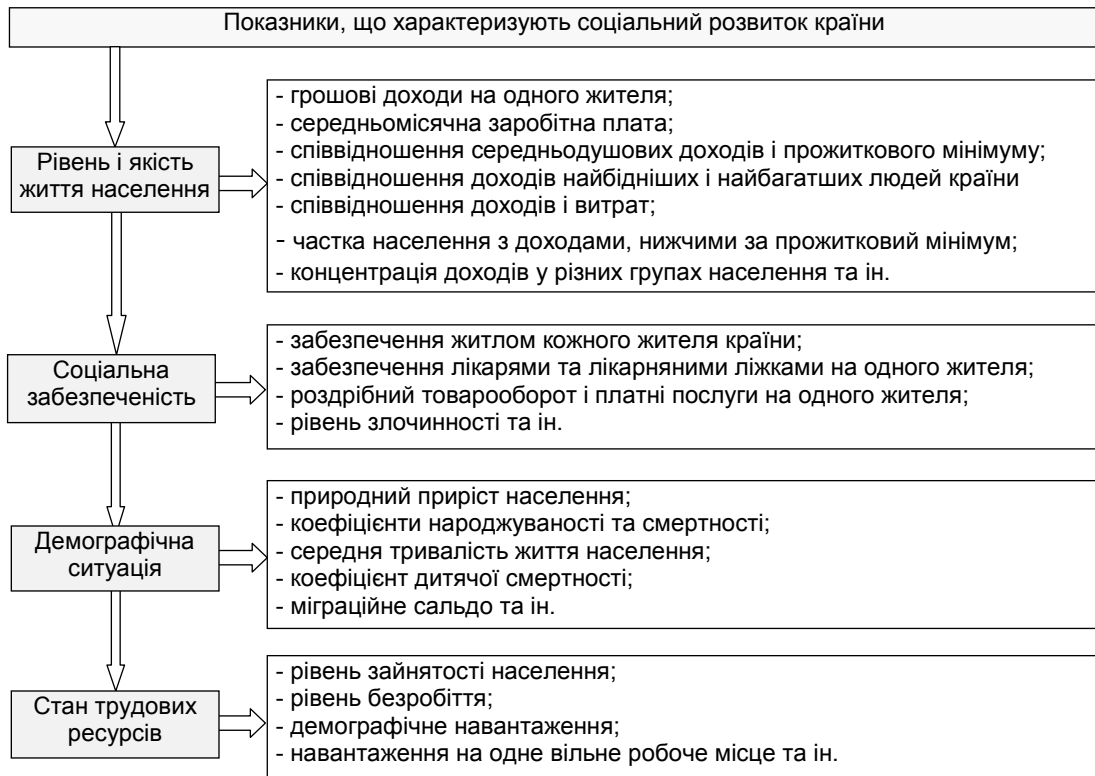 Показники, що характеризують соціальний розвиток країни
Рівень і якість
життя населення
- грошові доходи на одного жителя;
- середньомісячна заробітна плата;
- співвідношення середньодушових доходів і прожиткового мінімуму;
- співвідношення доходів найбідніших і найбагатших людей країни
- співвідношення доходів і витрат;
- частка населення з доходами, нижчими за прожитковий мінімум;
- концентрація доходів у різних групах населення та ін.
Соціальна
забезпеченість
- забезпечення житлом кожного жителя країни;
- забезпечення лікарями та лікарняними ліжками на одного жителя;
- роздрібний товарооборот і платні послуги на одного жителя;
- рівень злочинності та ін.
Демографічна
ситуація
- природний приріст населення;
- коефіцієнти народжуваності та смертності;
- середня тривалість життя населення;
- коефіцієнт дитячої смертності;
- міграційне сальдо та ін.
Стан трудових
ресурсів
- рівень зайнятості населення;
- рівень безробіття;
- демографічне навантаження;
- навантаження на одне вільне робоче місце та ін.